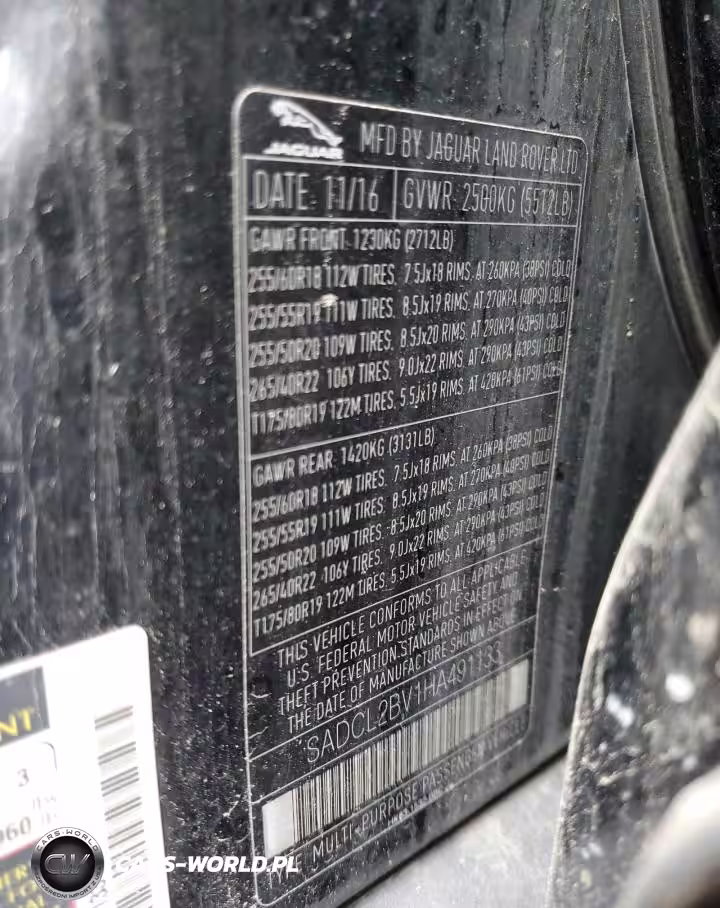 JAGUAR
MFD BY JAGUAR LAND ROVER LTD
DATE: 11/16
GVWR: 2500KG (5512LB)
GAWR FRONT 1230KG (2712LB)
255/60R18 112W TIRES, 7.5Jx18 RIMS, AT 260KPA (38PSI) COLD
255/55R19 111W TIRES, 8.5Jx19 RIMS, AT 270KPA (40PSI) COLD
255/50R20 109W TIRES, 8.5Jx20 RIMS, AT 290KPA (43PSI) COLD
265/40R22 106Y TIRES, 9.0Jx22 RIMS, AT 290KPA (43PSI) COLD
T175/80R19 122M TIRES, 5.5Jx19 RIMS, AT 420KPA (61PSI) COLD
GAWR REAR: 1420KG (3131LB)
255/60R18 112W TIRES, 7.5Jx18 RIMS, AT 260KPA (38PSI) COLD
255/55R19 111W TIRES, 8.5Jx19 RIMS, AT 270KPA (40PSI) COLD
255/50R20 109W TIRES, 8.5Jx20 RIMS, AT 290KPA (43PSI) COLD
265/40R22 106Y TIRES, 9.0Jx22 RIMS, AT 290KPA (43PSI) COLD
T175/80R19 122M TIRES, 5.5Jx19 RIMS, AT 420KPA (61PSI) COLD
THIS VEHICLE CONFORMS TO ALL APPLICABLE
U.S. FEDERAL MOTOR VEHICLE SAFETY AND
THEFT PREVENTION STANDARDS IN EFFECT ON
THE DATE OF MANUFACTURE SHOWN ABOVE
SADCL2BV1HA491133
MULTI-PURPOSE PASSENGER
NT
3
060
CARS-WORLD
CW
CARS-WORLD.PL